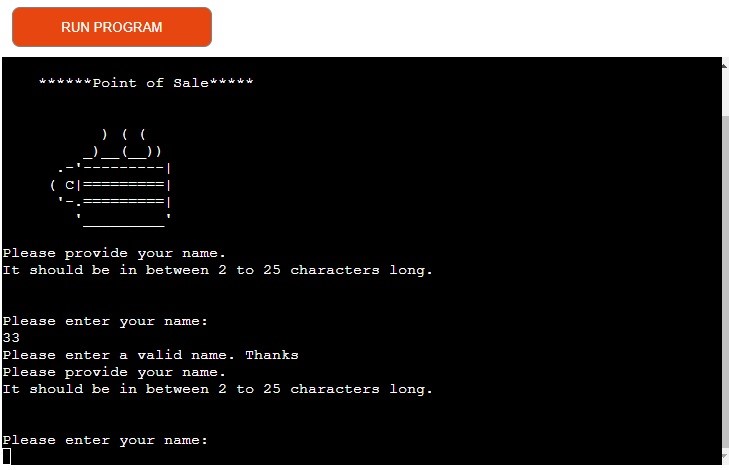 RUN PROGRAM
******Point of Sale*****
) ( (
_)__(__))
.-'---------|
( C|=========|
'-.=========|
'_________'
Please provide your name.
It should be in between 2 to 25 characters long.
Please enter your name:
33
Please enter a valid name. Thanks
Please provide your name.
It should be in between 2 to 25 characters long.
Please enter your name: